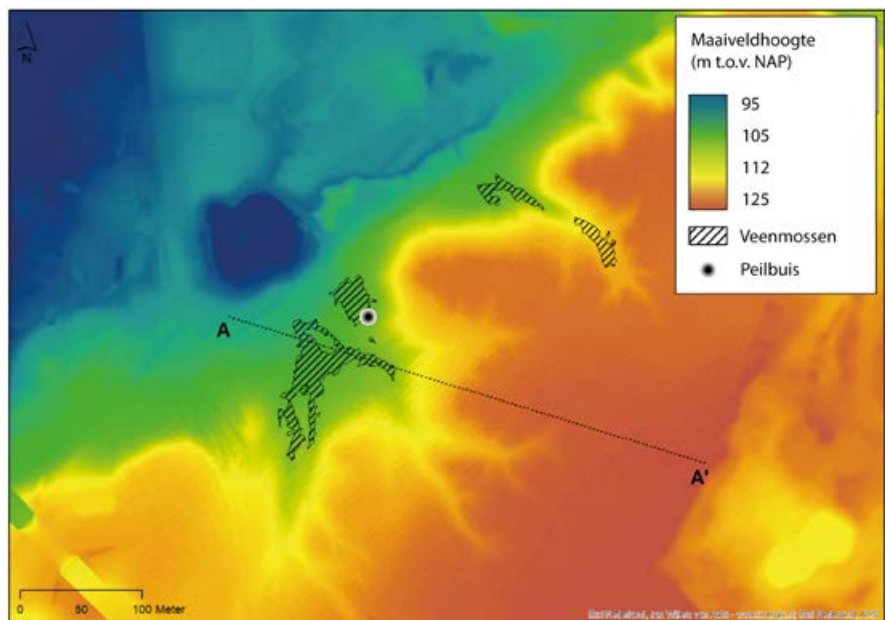 N
Maaiveldhoogte
(m t.o.v. NAP)
95
105
112
125
Veenmossen
Peilbuis
A
A'
0 50 100 Meter